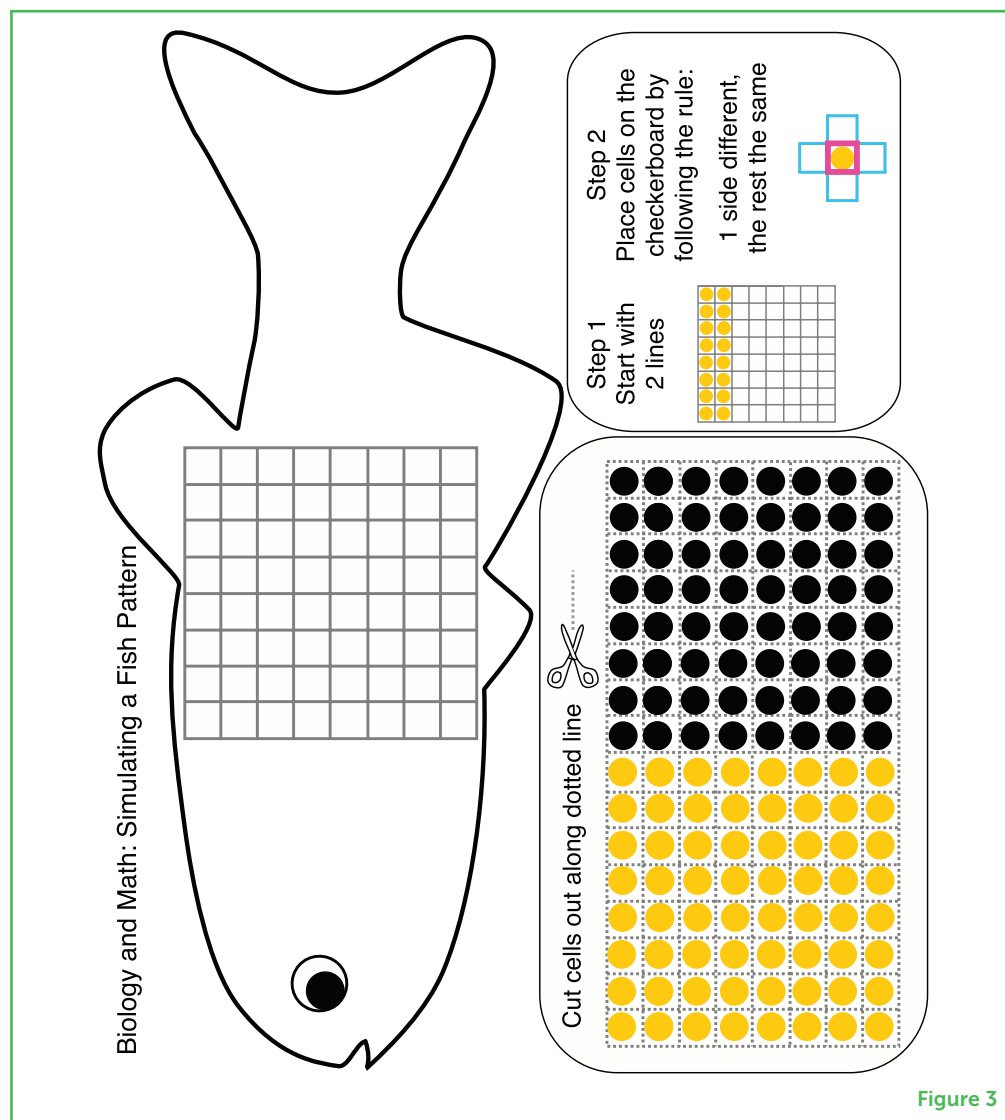 Biology and Math: Simulating a Fish Pattern
Step 1
Start with
2 lines
Step 2
Place cells on the
checkerboard by
following the rule:
1 side different,
the rest the same
Cut cells out along dotted line
Figure 3